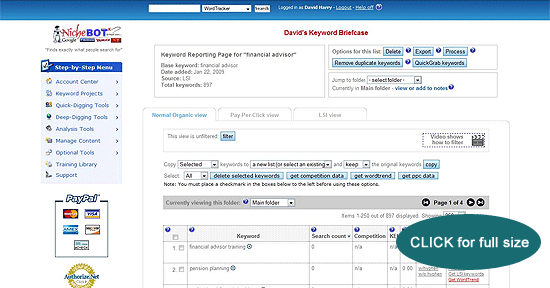 WordTracker Search Logged in as David Harry - Logout - Help off
NicheBOT
Google
"Finds exactly what people search for"
David's Keyword Briefcase
Step-by-Step Menu
Account Center
Keyword Projects
Quick-Digging Tools
Deep-Digging Tools
Analysis Tools
Manage Content
Optional Tools
Training Library
Support
PayPal
VISA
Authorize.Net
Keyword Reporting Page for "financial advisor"
Base keyword: financial advisor
Date added: Jan 22, 2009
Source: LSI
Total keywords: 897
Options for this list: Delete Export Process
Remove duplicate keywords QuickGrab keywords
Jump to folder: - select folder -
Currently in Main folder - view or add to notes
Normal Organic view Pay Per Click view LSI view
This view is unfiltered filter
Video shows
how to filter
Copy Selected keywords to a new list (or select an existing and keep the original keywords copy
Select: All delete selected keywords get competition data get wordtrend get ppc data
Note: You must place a checkmark in the boxes below to the left before using these options.
Currently viewing this folder: Main folder Page 1 of 4
Items 1-250 out of 897 displayed. Showing
# Keyword Search count Competition
1. financial advisor training 0 n/a
2. pension planning 0 n/a n/a 0.00 w/hyphen
w/o hyphen
Get LSI keywords
Get WordTrend
CLICK for full size